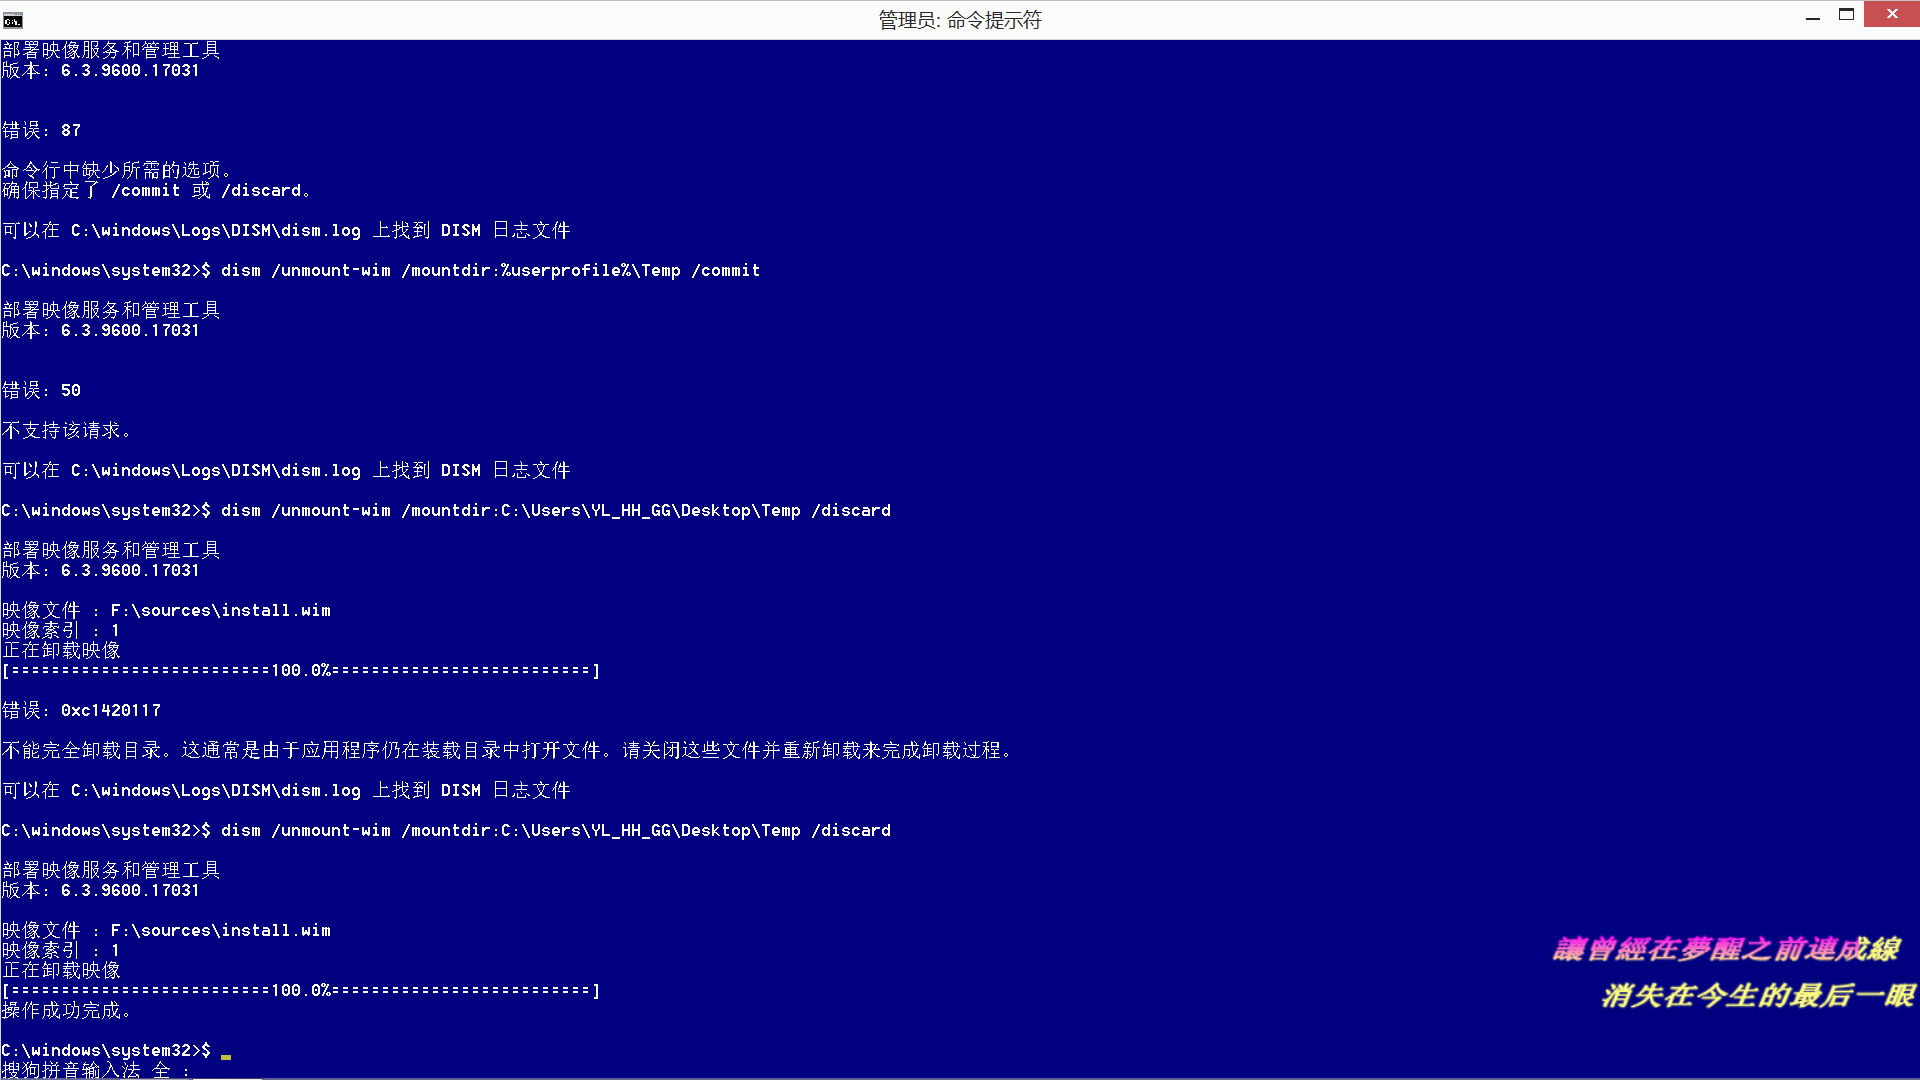 管理员: 命令提示符
部署映像服务和管理工具
版本: 6.3.9600.17031
错误: 87
命令行中缺少所需的选项。
确保指定了 /commit 或 /discard。
可以在 C:\windows\Logs\DISM\dism.log 上找到 DISM 日志文件
C:\windows\system32>$ dism /unmount-wim /mountdir:%userprofile%\Temp /commit
部署映像服务和管理工具
版本: 6.3.9600.17031
错误: 50
不支持该请求。
可以在 C:\windows\Logs\DISM\dism.log 上找到 DISM 日志文件
C:\windows\system32>$ dism /unmount-wim /mountdir:C:\Users\YL_HH_GG\Desktop\Temp /discard
部署映像服务和管理工具
版本: 6.3.9600.17031
映像文件 : F:\sources\install.wim
映像索引 : 1
正在卸载映像
[==========================100.0%==========================]
错误: 0xc1420117
不能完全卸载目录。这通常是由于应用程序仍在装载目录中打开文件。请关闭这些文件并重新卸载来完成卸载过程。
可以在 C:\windows\Logs\DISM\dism.log 上找到 DISM 日志文件
C:\windows\system32>$ dism /unmount-wim /mountdir:C:\Users\YL_HH_GG\Desktop\Temp /discard
部署映像服务和管理工具
版本: 6.3.9600.17031
映像文件 : F:\sources\install.wim
映像索引 : 1
正在卸载映像
[==========================100.0%==========================]
操作成功完成。
C:\windows\system32>$
搜狗拼音输入法 全 :
讓曾經在夢醒之前連成線
消失在今生的最后一眼